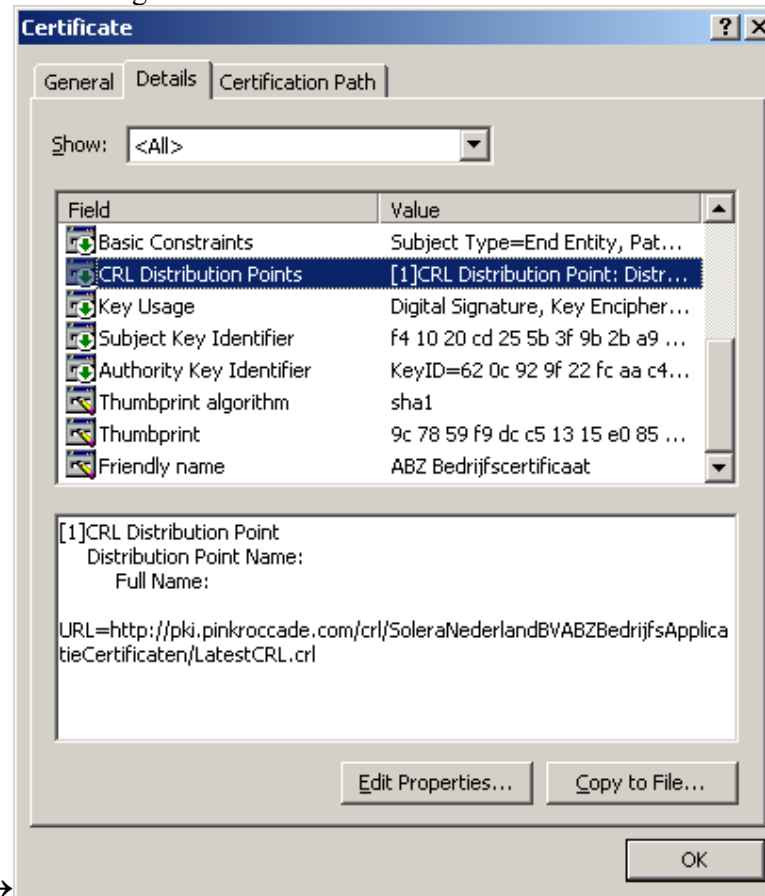 Certificate
General Details Certification Path
Show: <All>
Field Value
Basic Constraints Subject Type=End Entity, Pat...
CRL Distribution Points [1]CRL Distribution Point: Distr...
Key Usage Digital Signature, Key Encipher...
Subject Key Identifier f4 10 20 cd 25 5b 3f 9b 2b a9 ...
Authority Key Identifier KeyID=62 0c 92 9f 22 fc aa c4...
Thumbprint algorithm sha1
Thumbprint 9c 78 59 f9 dc c5 13 15 e0 85 ...
Friendly name ABZ Bedrijfscertificaat
[1]CRL Distribution Point
Distribution Point Name:
Full Name:
URL=http://pki.pinkroccade.com/crl/SoleraNederlandBVABZBedrijfsApplica
tieCertificaten/LatestCRL.crl
Edit Properties... Copy to File...
OK